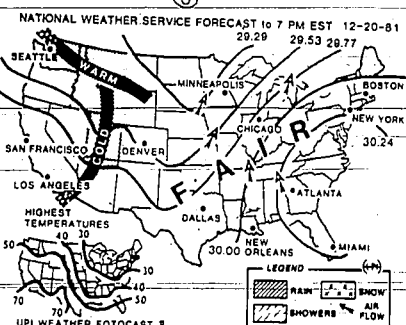 NATIONAL WEATHER SERVICE FORECAST to 7 PM EST 12-20-81
29.29 29.53 29.77
SEATTLE
WARM
MINNEAPOLIS
BOSTON
NEW YORK
CHICAGO
30.24
SAN FRANCISCO
COLD
DENVER
FAIR
LOS ANGELES
ATLANTA
DALLAS
HIGHEST
TEMPERATURES
NEW
ORLEANS
30.00
MIAMI
50 40 30
30
40
50
70 70
LEGEND
RAIN
SNOW
SHOWERS
AIR
FLOW
UPI WEATHER FOTOCAST ®